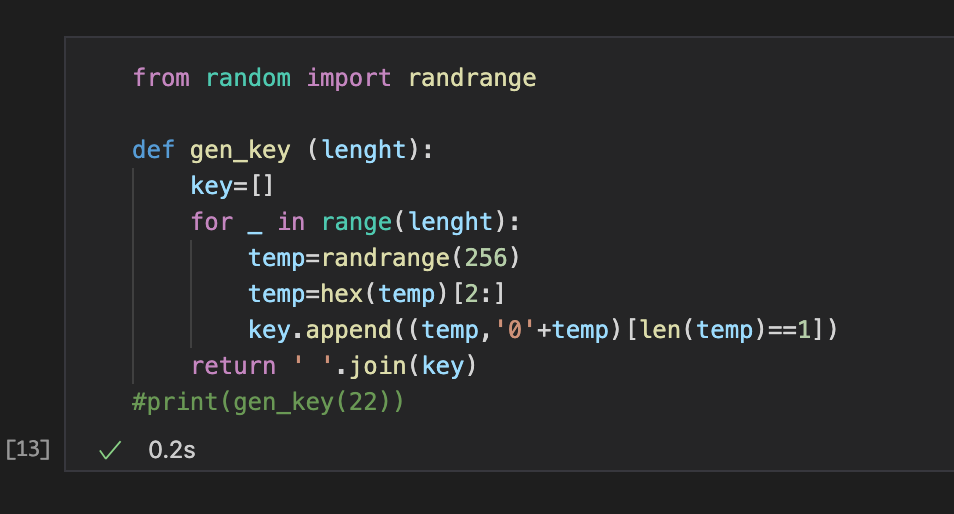 from random import randrange
def gen_key (lenght):
key=[]
for _ in range(lenght):
temp=randrange(256)
temp=hex(temp)[2:]
key.append((temp,'0'+temp)[len(temp)==1])
return ' '.join(key)
#print(gen_key(22))
[13] ✓ 0.2s